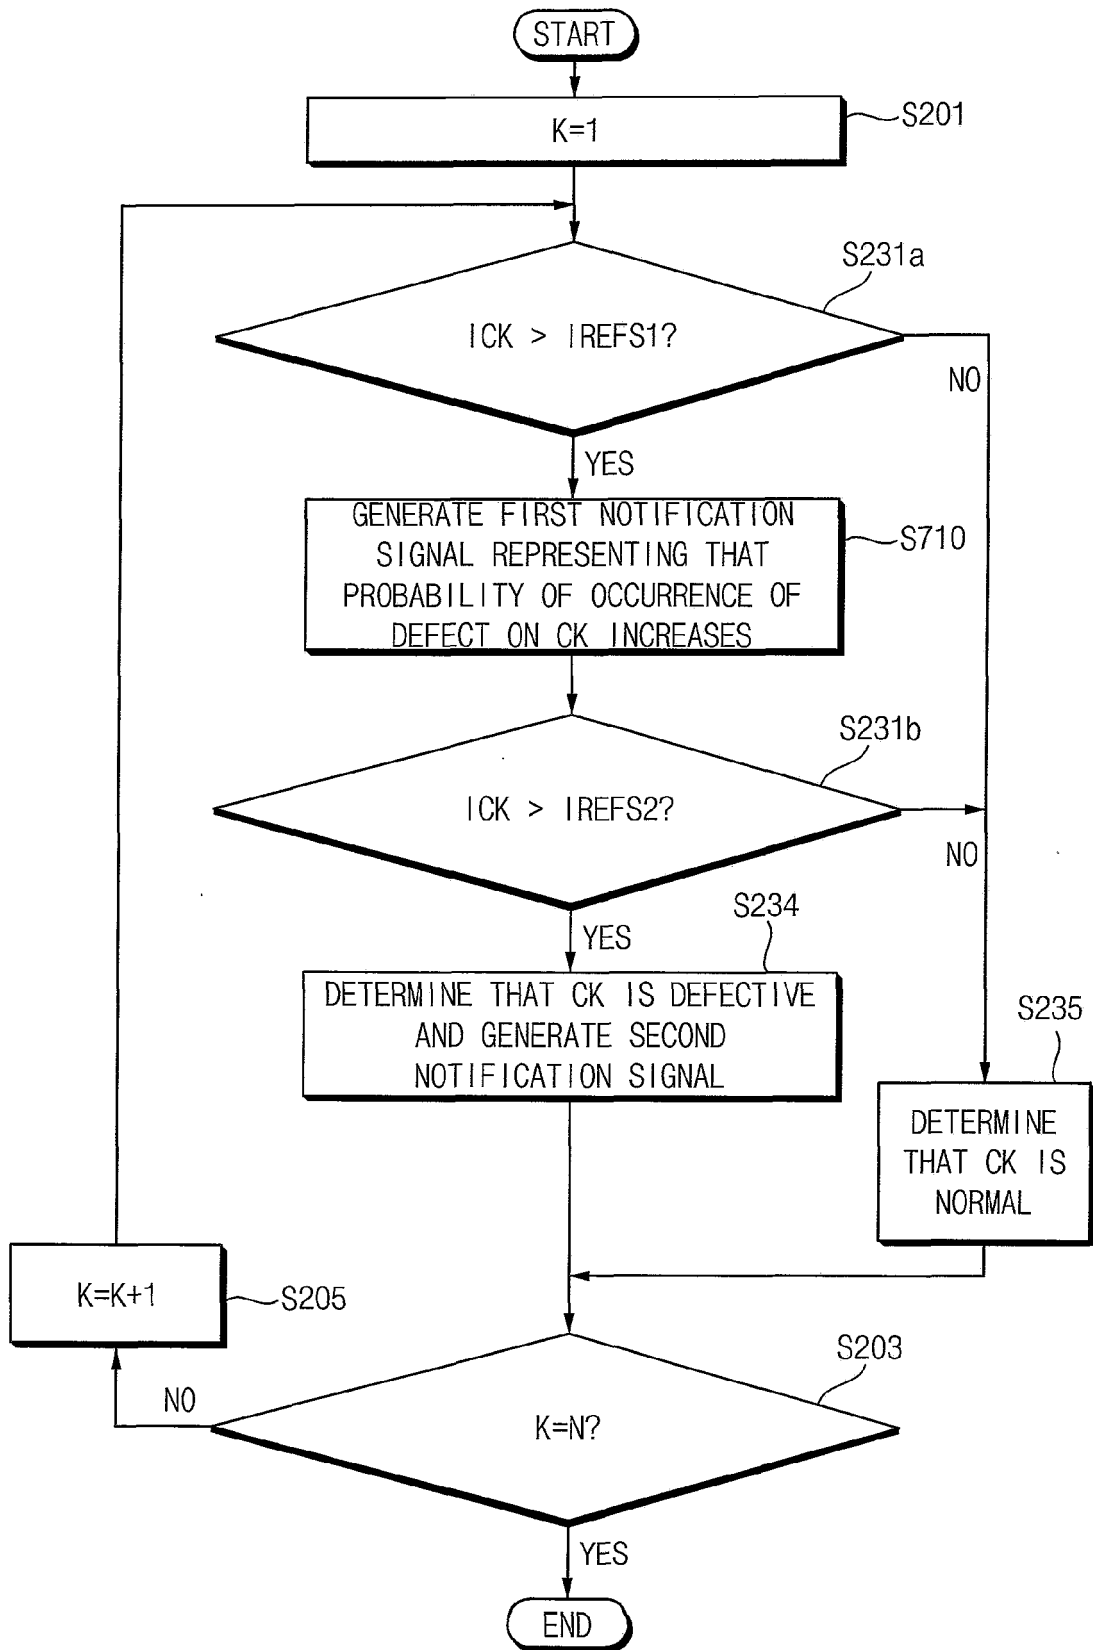 START
K=1
S201
S231a
ICK > IREFS1?
NO
YES
GENERATE FIRST NOTIFICATION
SIGNAL REPRESENTING THAT
PROBABILITY OF OCCURRENCE OF
DEFECT ON CK INCREASES
S710
S231b
ICK > IREFS2?
NO
YES
S234
DETERMINE THAT CK IS DEFECTIVE
AND GENERATE SECOND
NOTIFICATION SIGNAL
S235
DETERMINE
THAT CK IS
NORMAL
K=K+1
S205
S203
NO
K=N?
YES
END